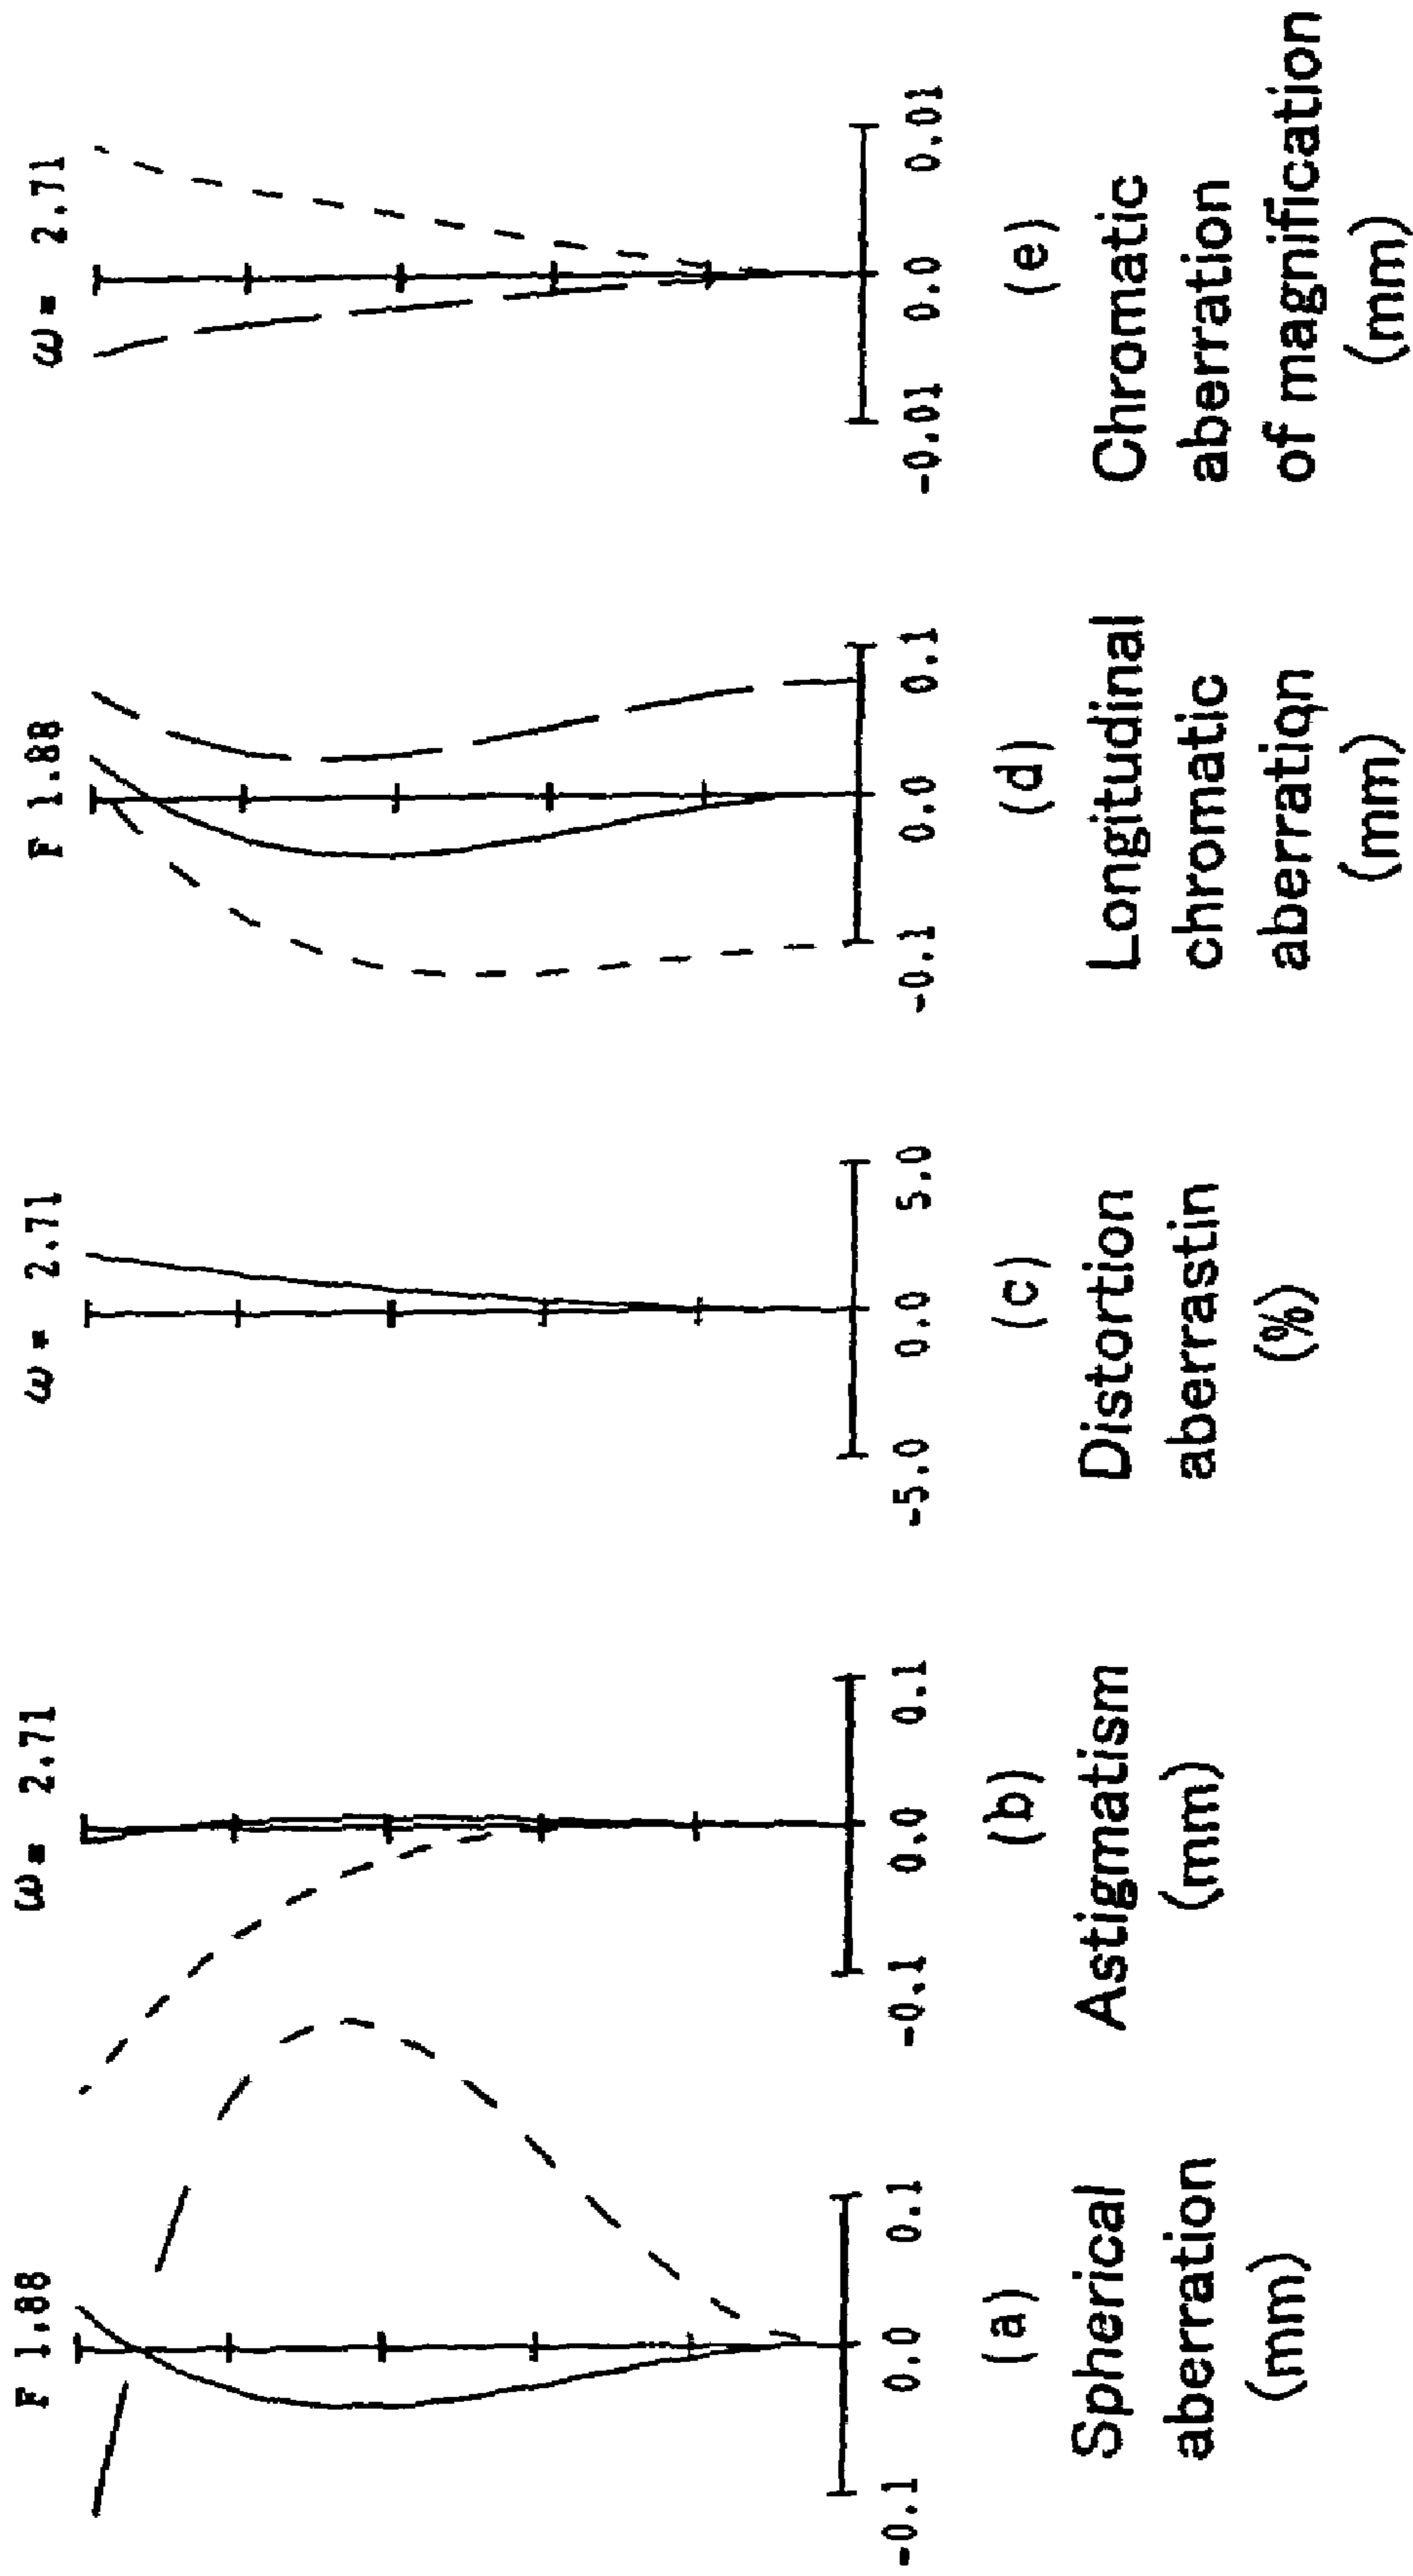 F 1.88
-0.1 0.0 0.1
(a)
Spherical
aberration
(mm)
ω= 2.71
-0.1 0.0 0.1
(b)
Astigmatism
(mm)
ω= 2.71
-5.0 0.0 5.0
(c)
Distortion
aberrastin
(%)
F 1.88
-0.1 0.0 0.1
(d)
Longitudinal
chromatic
aberration
(mm)
ω= 2.71
-0.01 0.0 0.01
(e)
Chromatic
aberration
of magnification
(mm)